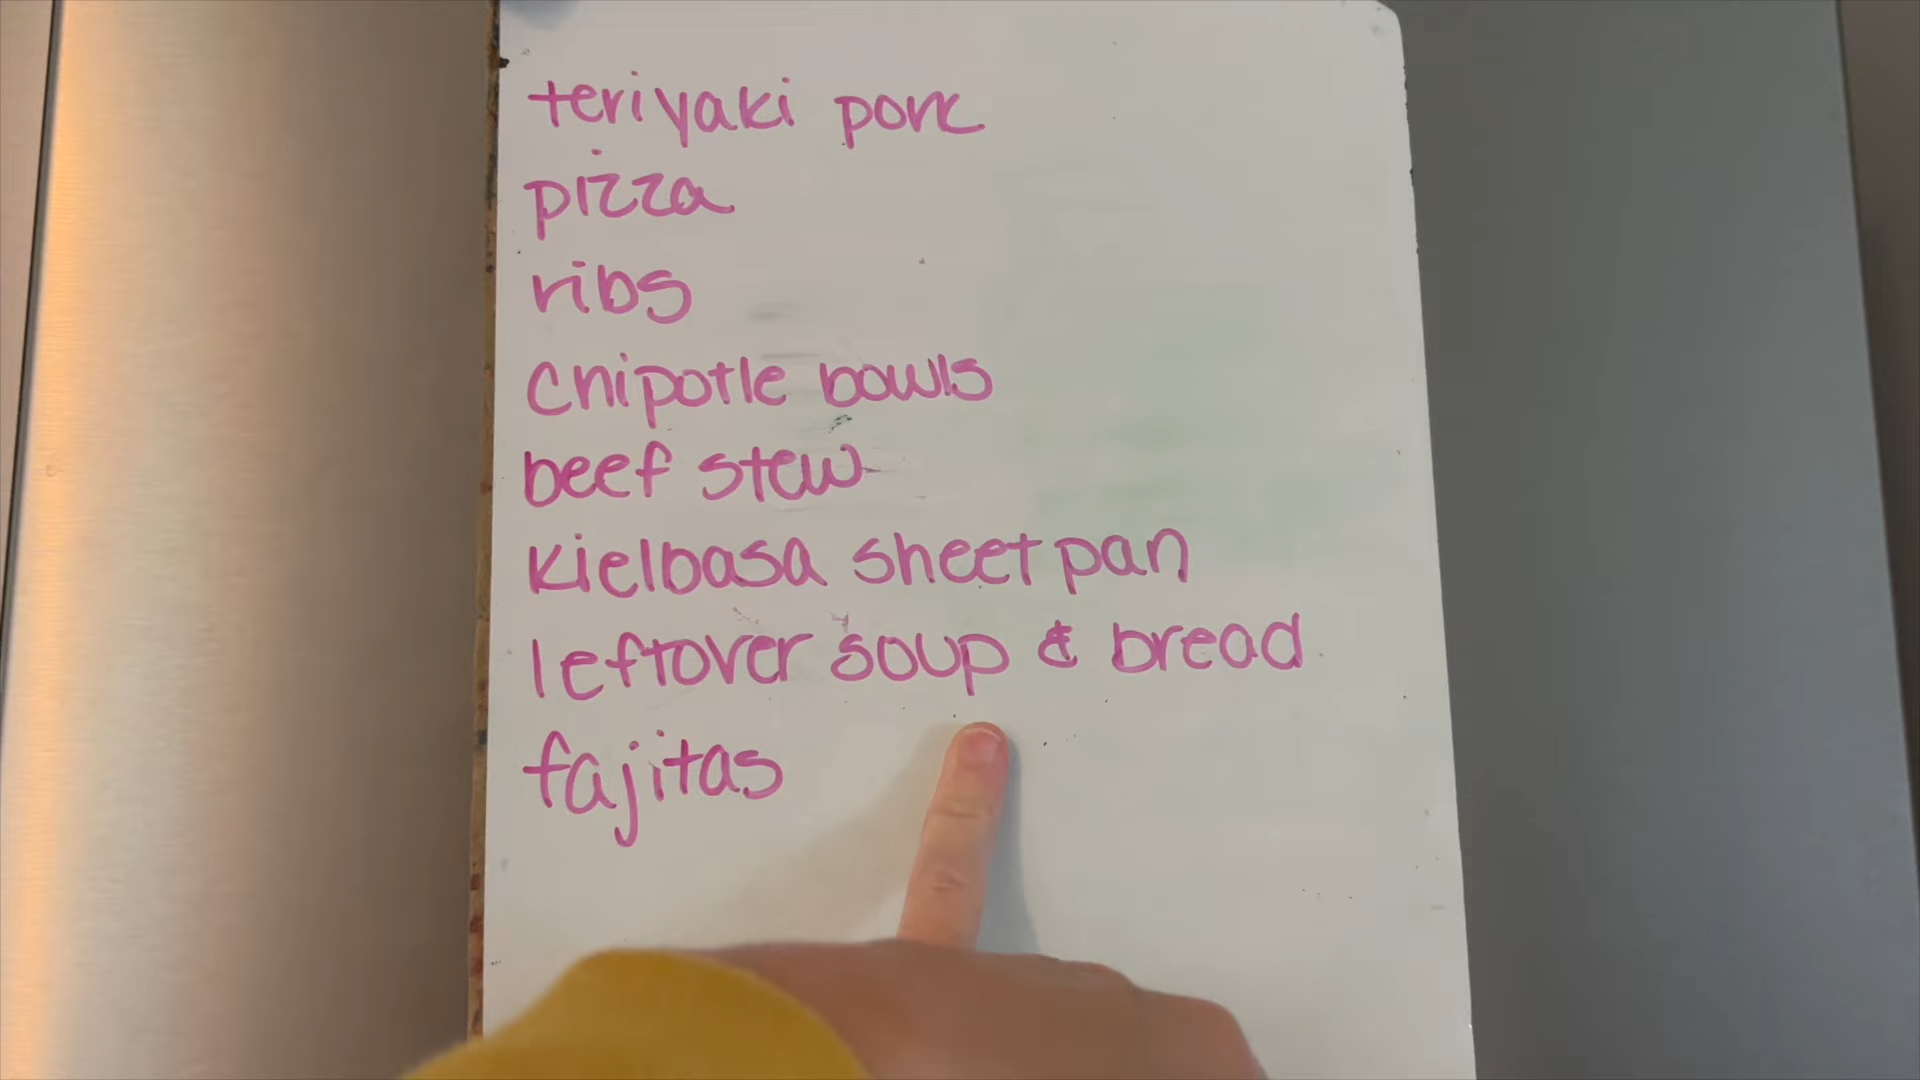 teriyaki pork
pizza
ribs
chipotle bowls
beef stew
kielbasa sheet pan
leftover soup & bread
fajitas